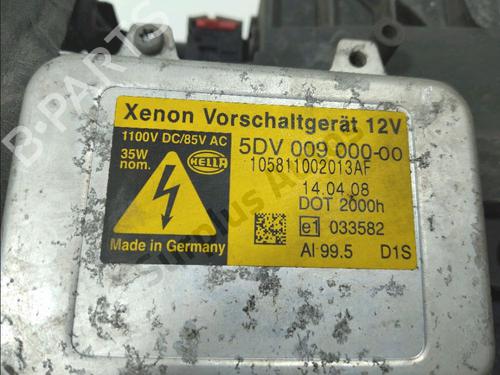 B-PARTS
Xenon Vorschaltgerät 12V
1100V DC/85V AC
35W
nom.
HELLA
5DV 009 000-00
105811002013AF
14.04.08
DOT 2000h
e1 033582
Made in Germany
Al 99.5 D1S